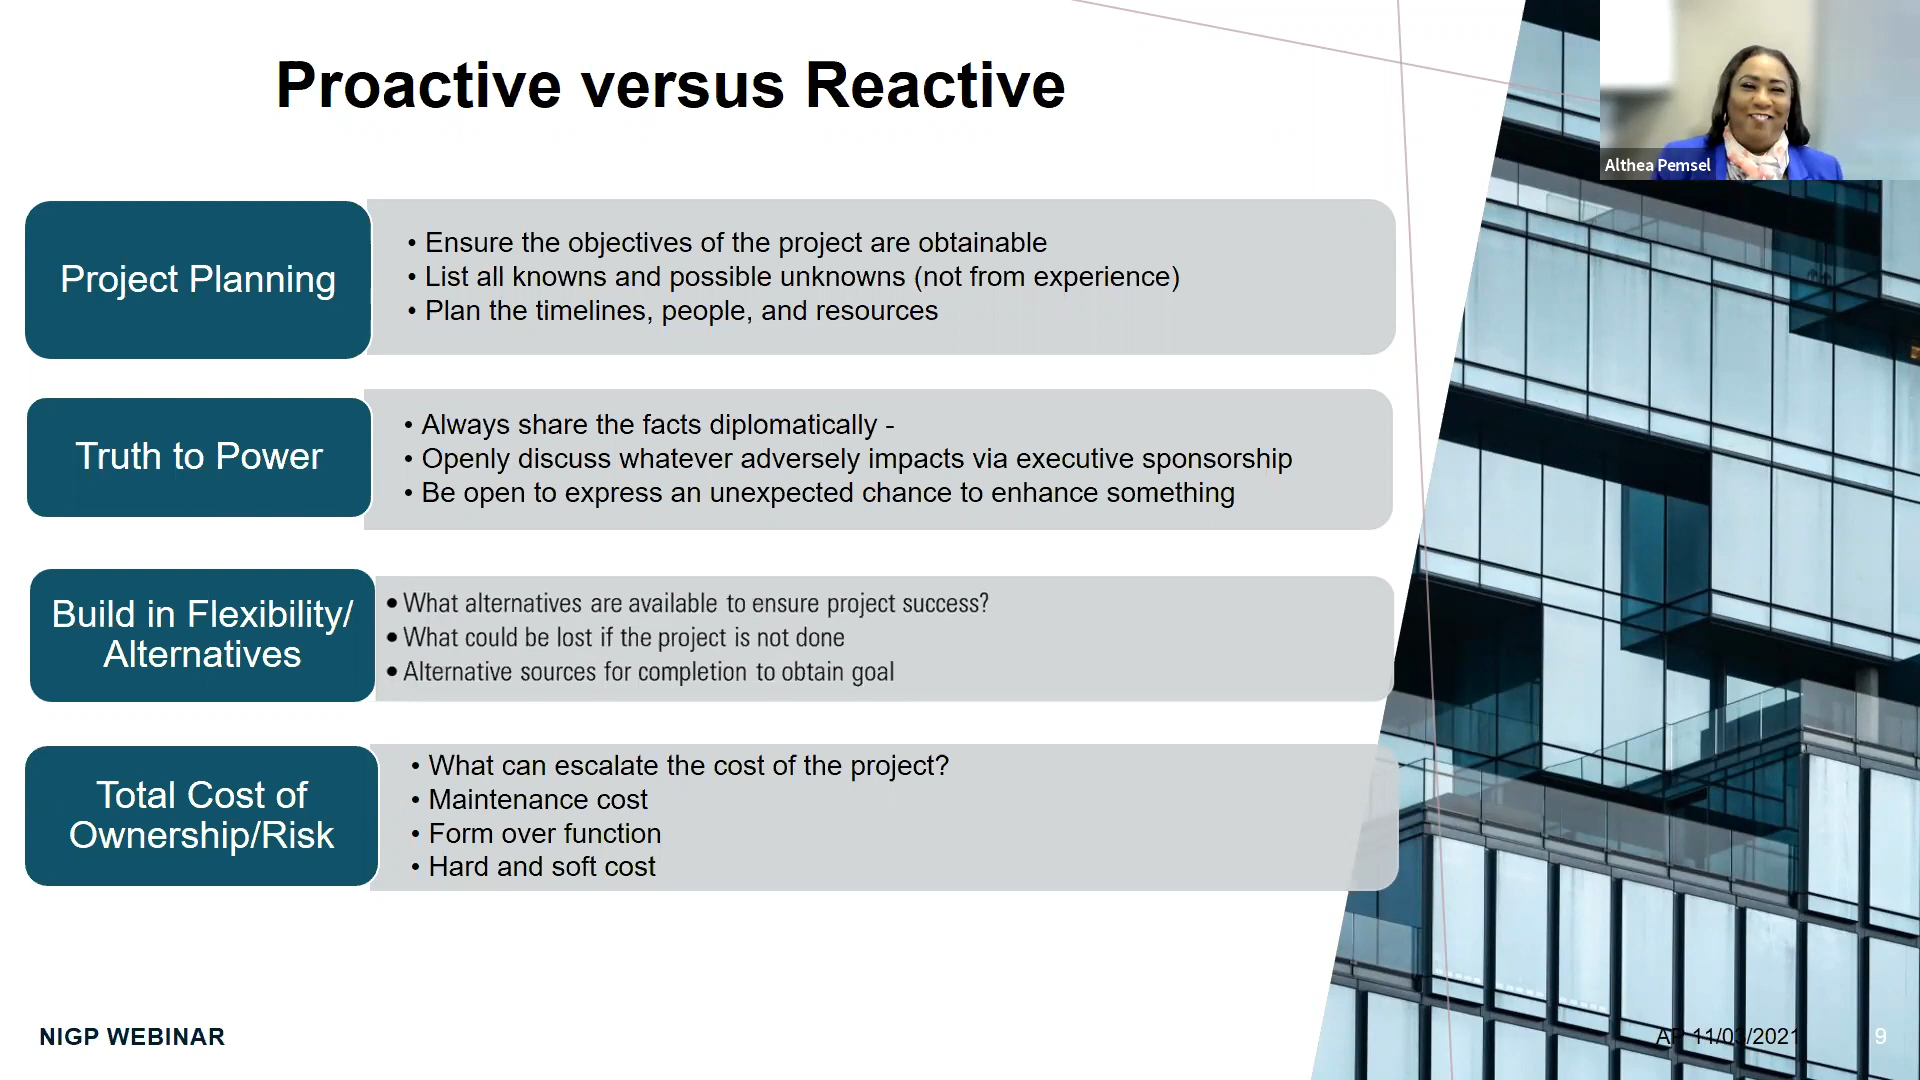 Proactive versus Reactive
Althea Pemsel
Project Planning
• Ensure the objectives of the project are obtainable
• List all knowns and possible unknowns (not from experience)
• Plan the timelines, people, and resources
Truth to Power
• Always share the facts diplomatically -
• Openly discuss whatever adversely impacts via executive sponsorship
• Be open to express an unexpected chance to enhance something
Build in Flexibility/
Alternatives
• What alternatives are available to ensure project success?
• What could be lost if the project is not done
• Alternative sources for completion to obtain goal
Total Cost of
Ownership/Risk
• What can escalate the cost of the project?
• Maintenance cost
• Form over function
• Hard and soft cost
NIGP WEBINAR
AP 11/03/2021
9